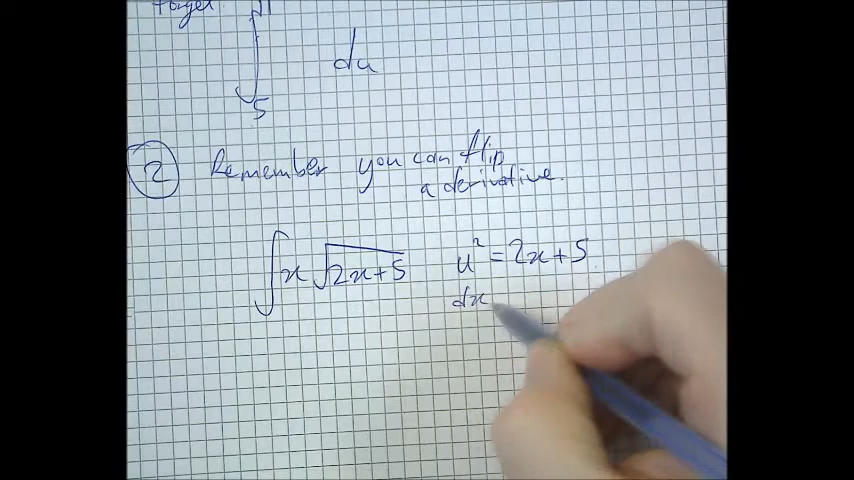 Forget
∫ 5 du
② Remember you can flip
a derivative.
∫ x √2x+5 u² = 2x+5
dx